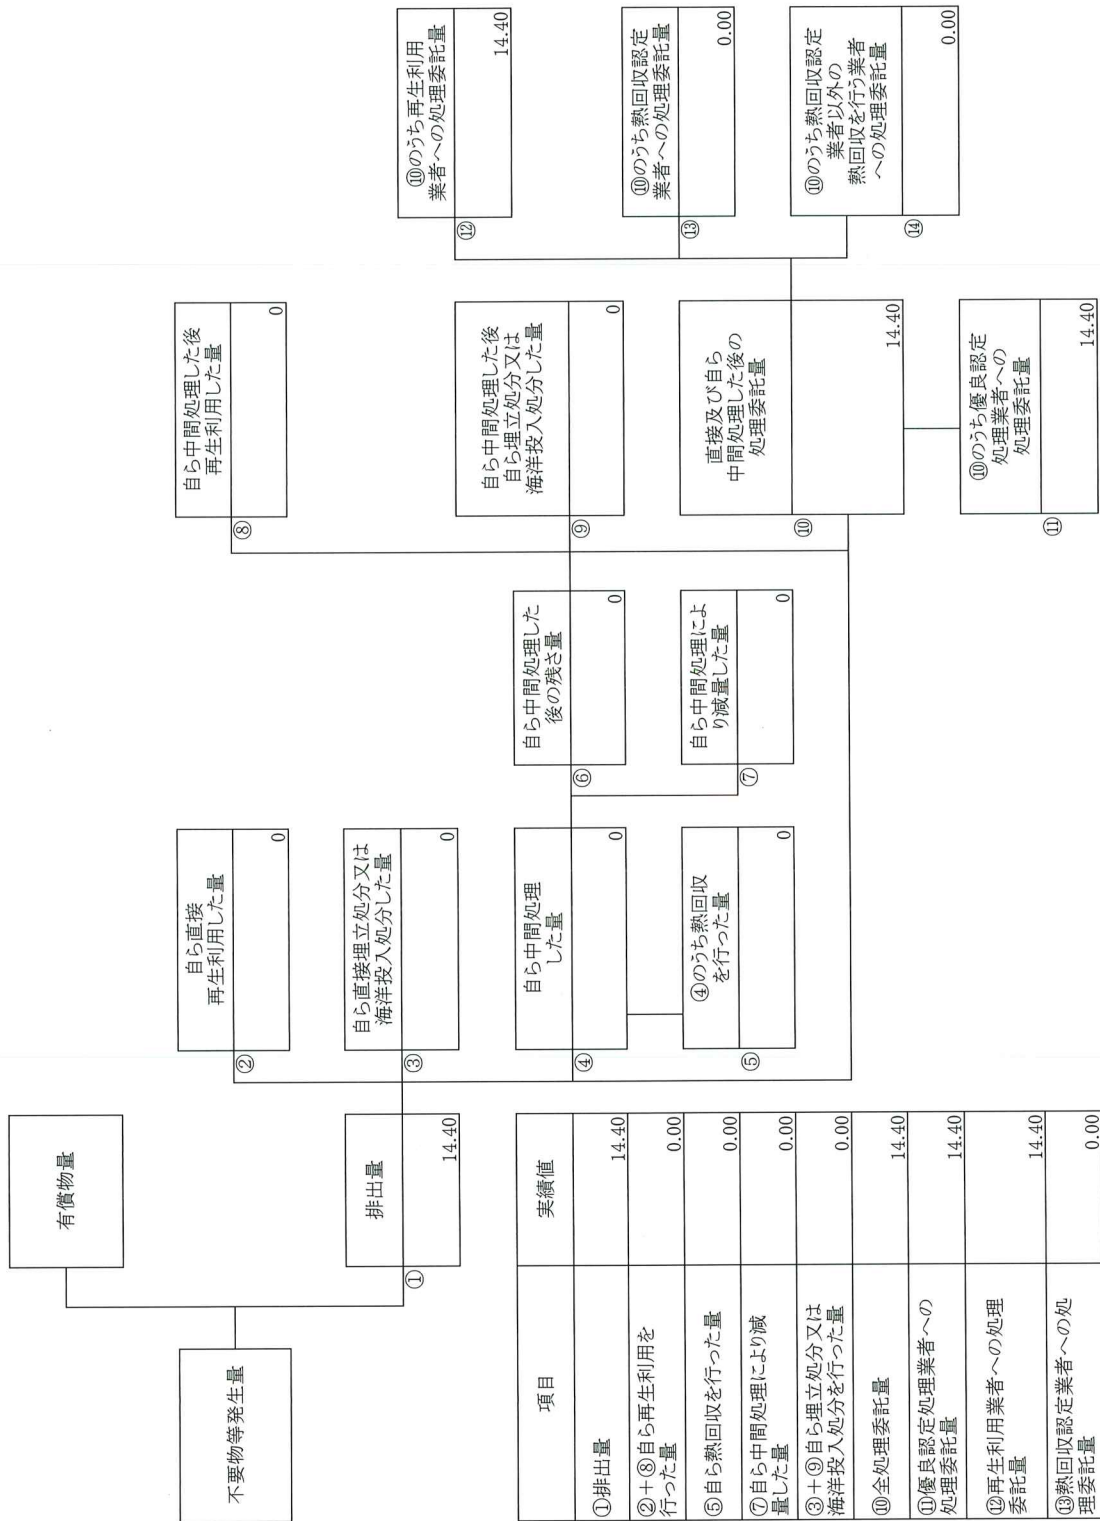 不要物等発生量
有償物量
排出量
①
14.40
自ら直接
再生利用した量
②
0
自ら直接埋立処分又は
海洋投入処分した量
③
0
自ら中間処理
した量
④
0
④のうち熱回収
を行った量
⑤
0
自ら中間処理した
後の残さ量
⑥
0
自ら中間処理によ
り減量した量
⑦
0
自ら中間処理した後
再生利用した量
⑧
0
自ら中間処理した後
自ら埋立処分又は
海洋投入処分した量
⑨
0
直接及び自ら
中間処理した後の
処理委託量
⑩
14.40
⑩のうち優良認定
処理業者への
処理委託量
⑪
14.40
⑩のうち再生利用
業者への処理委託量
⑫
14.40
⑩のうち熱回収認定
業者への処理委託量
⑬
0.00
⑩のうち熱回収認定
業者以外の
熱回収を行う業者
への処理委託量
⑭
0.00
項目
実績値
①排出量
14.40
②+⑧自ら再生利用を
行った量
0.00
⑤自ら熱回収を行った量
0.00
⑦自ら中間処理により減
量した量
0.00
③+⑨自ら埋立処分又は
海洋投入処分を行った量
0.00
⑩全処理委託量
14.40
⑪優良認定処理業者への
処理委託量
14.40
⑫再生利用業者への処理
委託量
14.40
⑬熱回収認定業者への処
理委託量
0.00